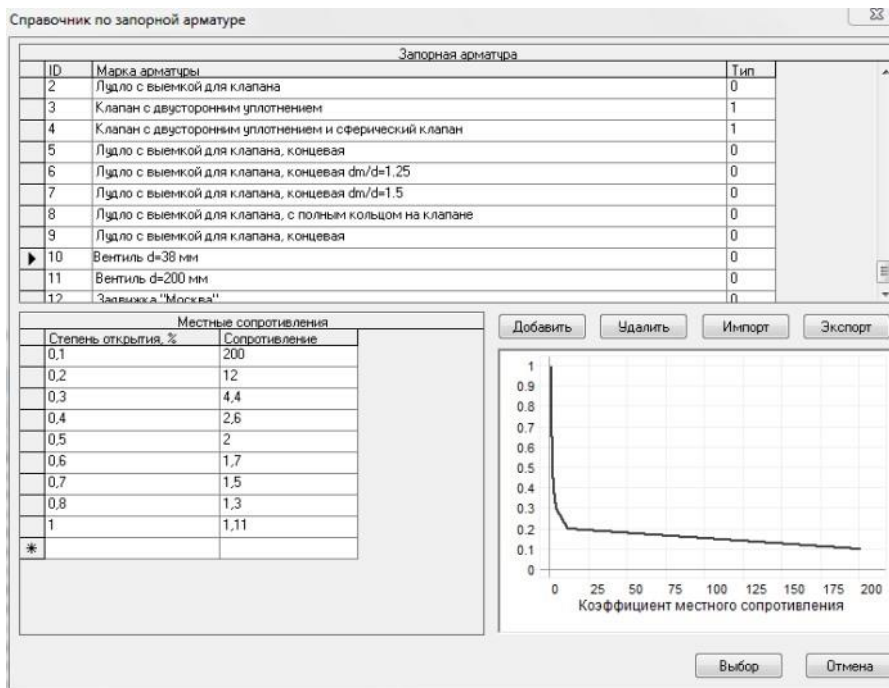 Справочник по запорной арматуре
Запорная арматура
ID Марка арматуры Тип
2 Лудло с выемкой для клапана 0
3 Клапан с двусторонним уплотнением 1
4 Клапан с двусторонним уплотнением и сферический клапан 1
5 Лудло с выемкой для клапана, концевая 0
6 Лудло с выемкой для клапана, концевая dm/d=1.25 0
7 Лудло с выемкой для клапана, концевая dm/d=1.5 0
8 Лудло с выемкой для клапана, с полным кольцом на клапане 0
9 Лудло с выемкой для клапана, концевая 0
10 Вентиль d=38 мм 0
11 Вентиль d=200 мм 0
12 Задвижка "Москва" 0
Местные сопротивления
Степень открытия, % Сопротивление
0,1 200
0,2 12
0,3 4,4
0,4 2,6
0,5 2
0,6 1,7
0,7 1,5
0,8 1,3
1 1,11
Добавить Удалить Импорт Экспорт
1
0.9
0.8
0.7
0.6
0.5
0.4
0.3
0.2
0.1
0
0 25 50 75 100 125 150 175 200
Коэффициент местного сопротивления
Выбор Отмена